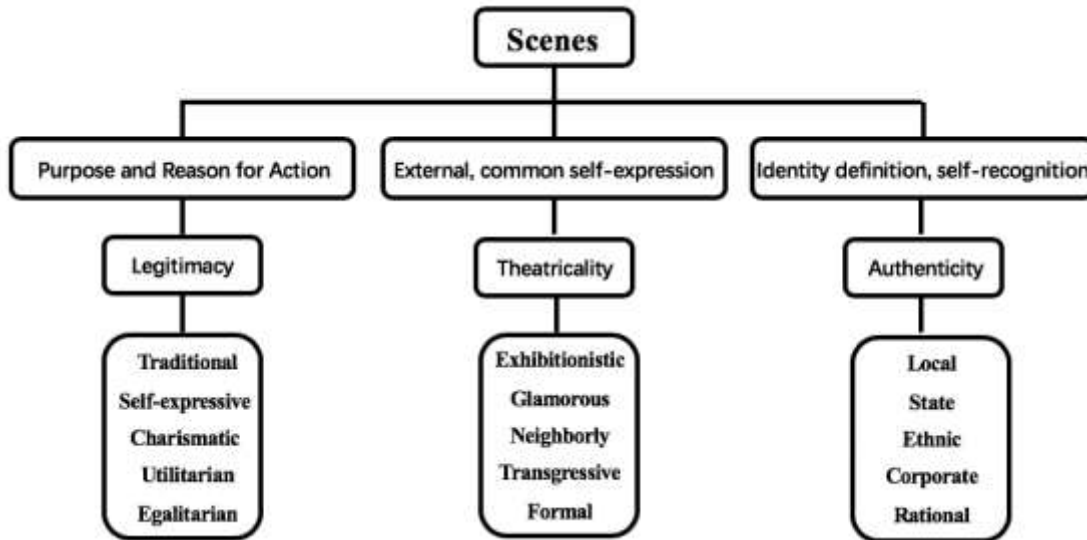 Scenes
Purpose and Reason for Action
External, common self-expression
Identity definition, self-recognition
Legitimacy
Theatricality
Authenticity
Traditional
Self-expressive
Charismatic
Utilitarian
Egalitarian
Exhibitionistic
Glamorous
Neighborly
Transgressive
Formal
Local
State
Ethnic
Corporate
Rational